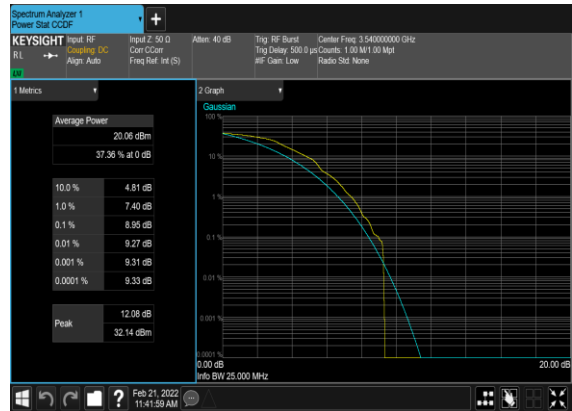 Spectrum Analyzer 1
Power Stat CCDF
KEYSIGHT
RL
LV
Input: RF
Coupling: DC
Align: Auto
Input Z: 50 Ω
Corr CCorr
Freq Ref: Int (S)
Atten: 40 dB
Trig: RF Burst
Trig Delay: 500.0 µs
#IF Gain: Low
Center Freq: 3.540000000 GHz
Counts: 1.00 M/1.00 Mpt
Radio Std: None
1 Metrics
Average Power
20.06 dBm
37.36 % at 0 dB
10.0 % 4.81 dB
1.0 % 7.40 dB
0.1 % 8.95 dB
0.01 % 9.27 dB
0.001 % 9.31 dB
0.0001 % 9.33 dB
Peak
12.08 dB
32.14 dBm
2 Graph
Gaussian
100 %
10 %
1 %
0.1 %
0.01 %
0.001 %
0.0001 %
0.00 dB
20.00 dB
Info BW 25.000 MHz
?
Feb 21, 2022
11:41:59 AM